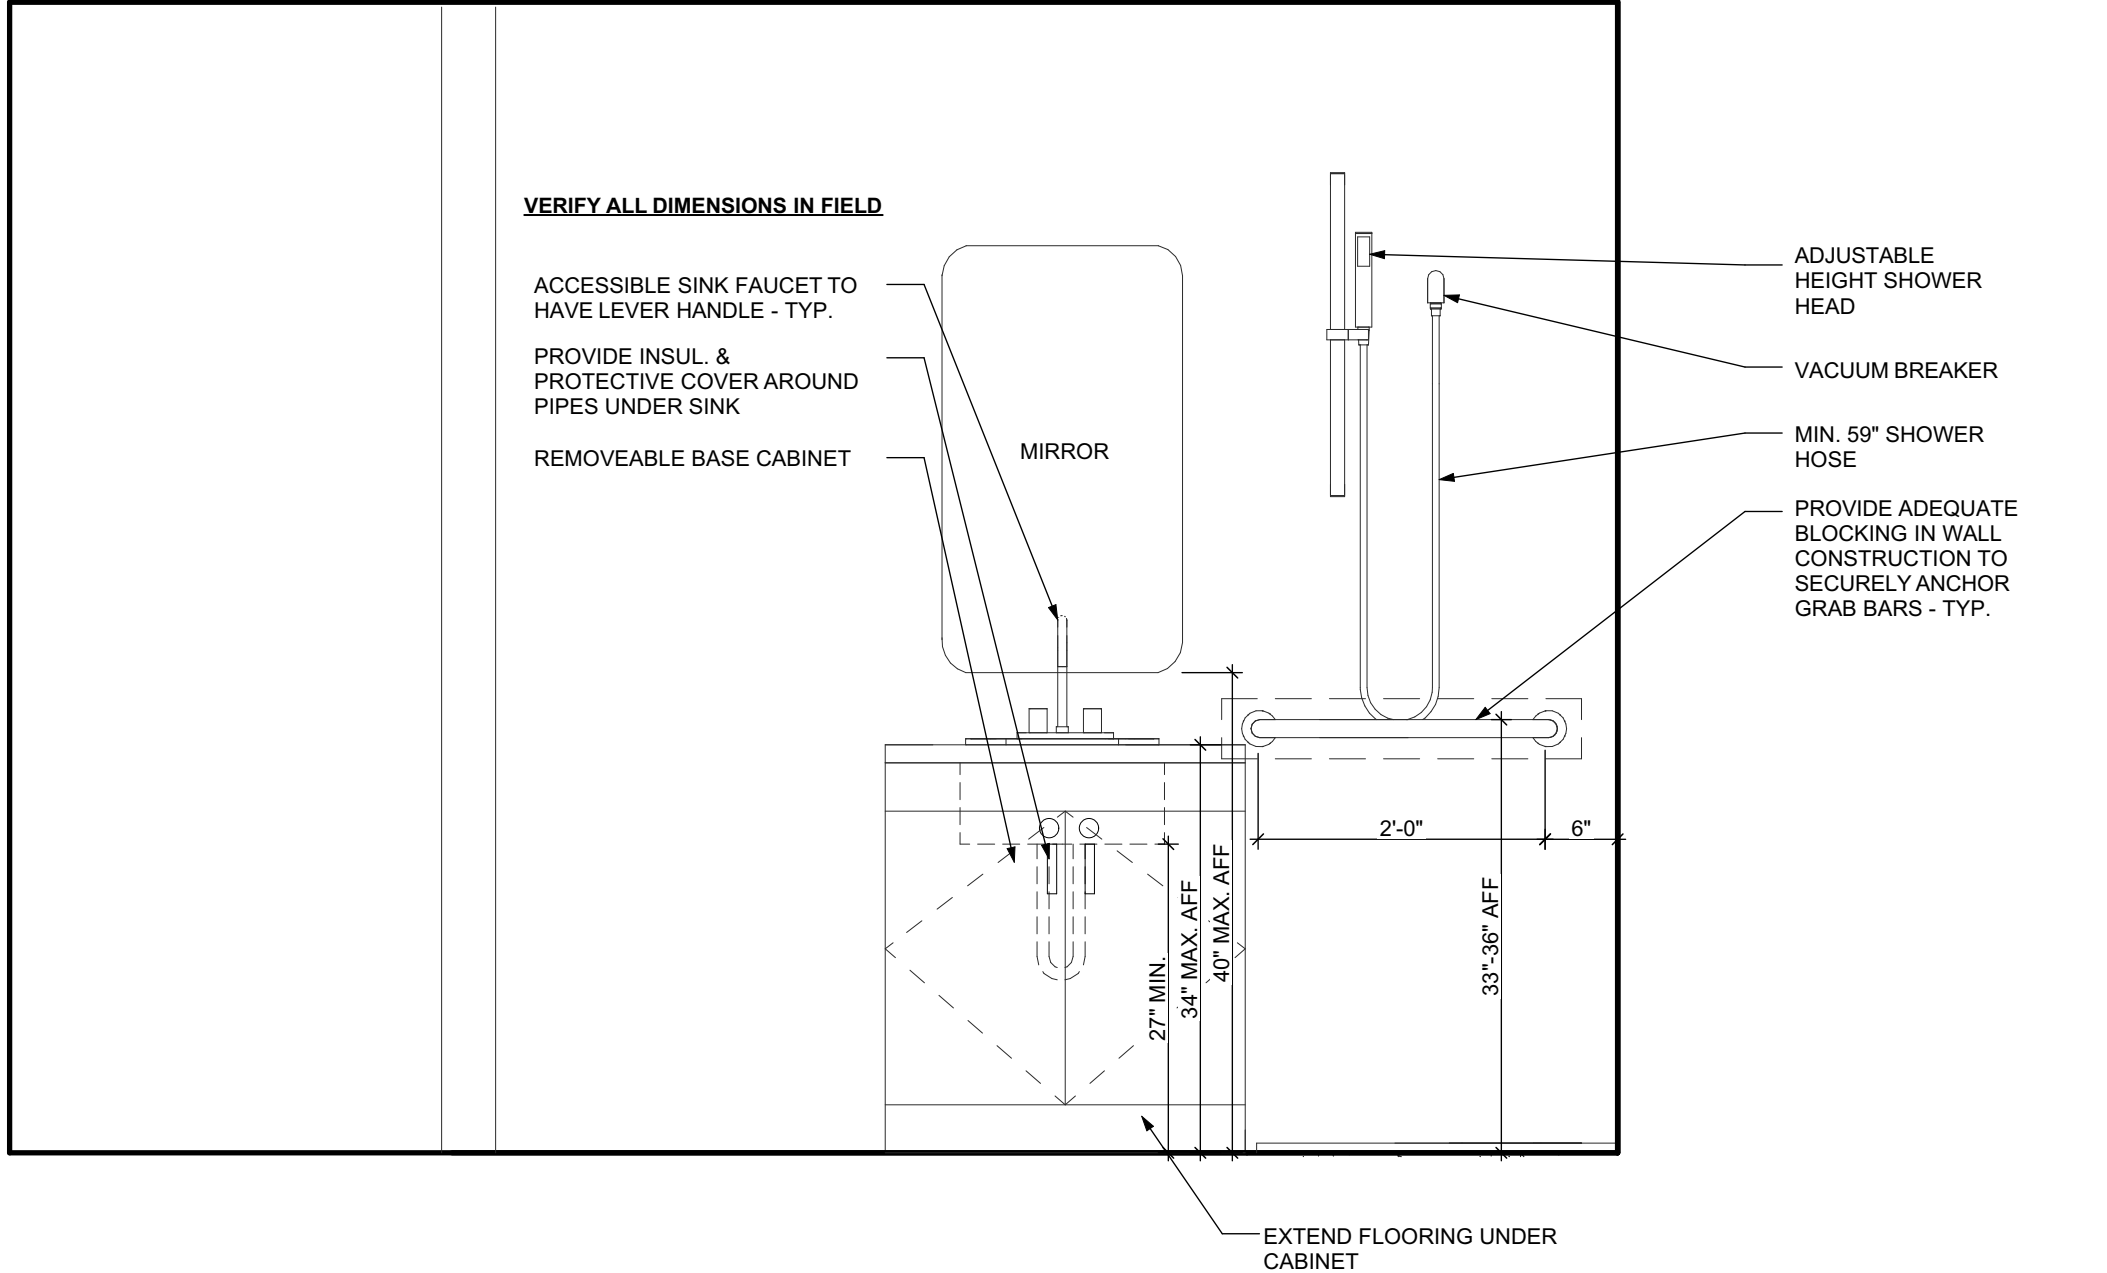 VERIFY ALL DIMENSIONS IN FIELD
ACCESSIBLE SINK FAUCET TO
HAVE LEVER HANDLE - TYP.
PROVIDE INSUL. &
PROTECTIVE COVER AROUND
PIPES UNDER SINK
REMOVEABLE BASE CABINET
MIRROR
ADJUSTABLE
HEIGHT SHOWER
HEAD
VACUUM BREAKER
MIN. 59" SHOWER
HOSE
PROVIDE ADEQUATE
BLOCKING IN WALL
CONSTRUCTION TO
SECURELY ANCHOR
GRAB BARS - TYP.
2'-0"
6"
27" MIN.
34" MAX. AFF
40" MAX. AFF
33"-36" AFF
EXTEND FLOORING UNDER
CABINET